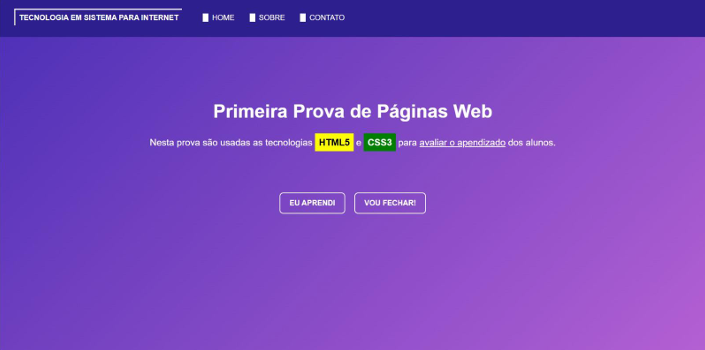 TECNOLOGIA EM SISTEMA PARA INTERNET HOME SOBRE CONTATO
Primeira Prova de Páginas Web
Nesta prova são usadas as tecnologias HTML5 e CSS3 para avaliar o apendizado dos alunos.
EU APRENDI VOU FECHAR!